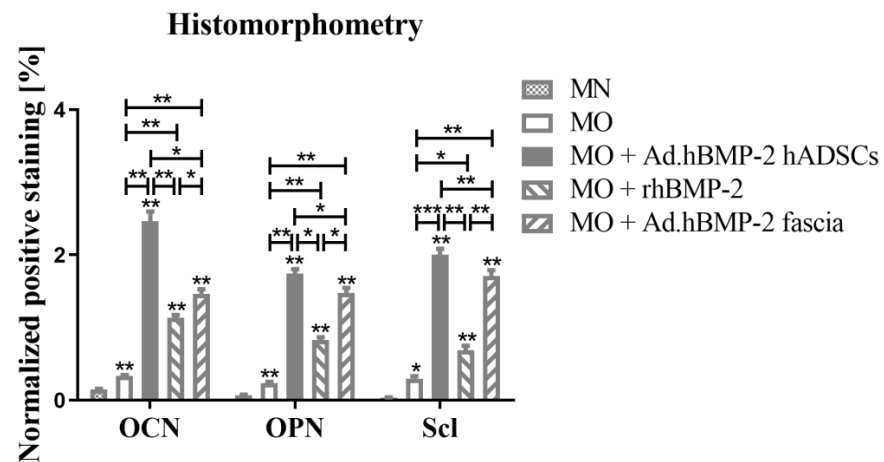 Histomorphometry
Normalized positive staining [%]
4
2
0
** 
**
*
** ** *
**
** ** **
**
**
*
** * *
**
** ** **
**
*
**
*** ** **
**
* ** **
OCN OPN Scl
MN
MO
MO + Ad.hBMP-2 hADSCs
MO + rhBMP-2
MO + Ad.hBMP-2 fascia